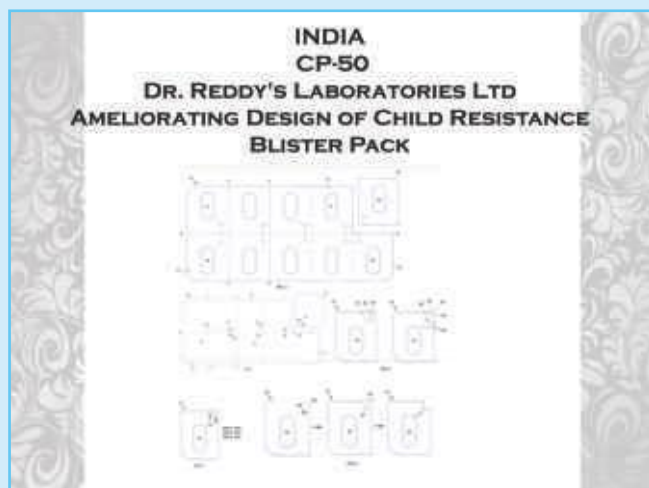 INDIA
CP-50
DR. REDDY'S LABORATORIES LTD
AMELIORATING DESIGN OF CHILD RESISTANCE
BLISTER PACK